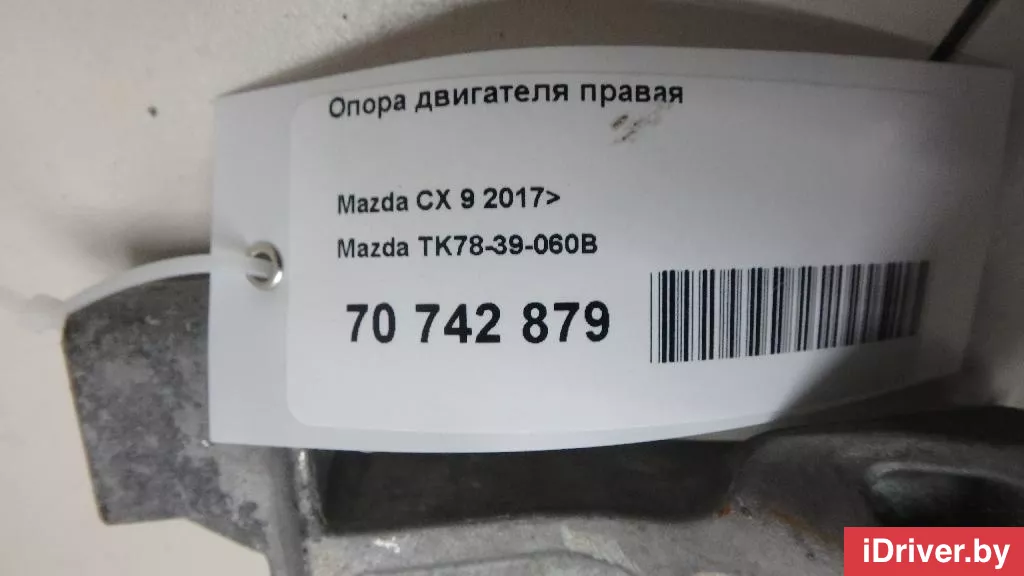 Опора двигателя правая
Mazda CX 9 2017>
Mazda TK78-39-060B
70 742 879
iDriver.by